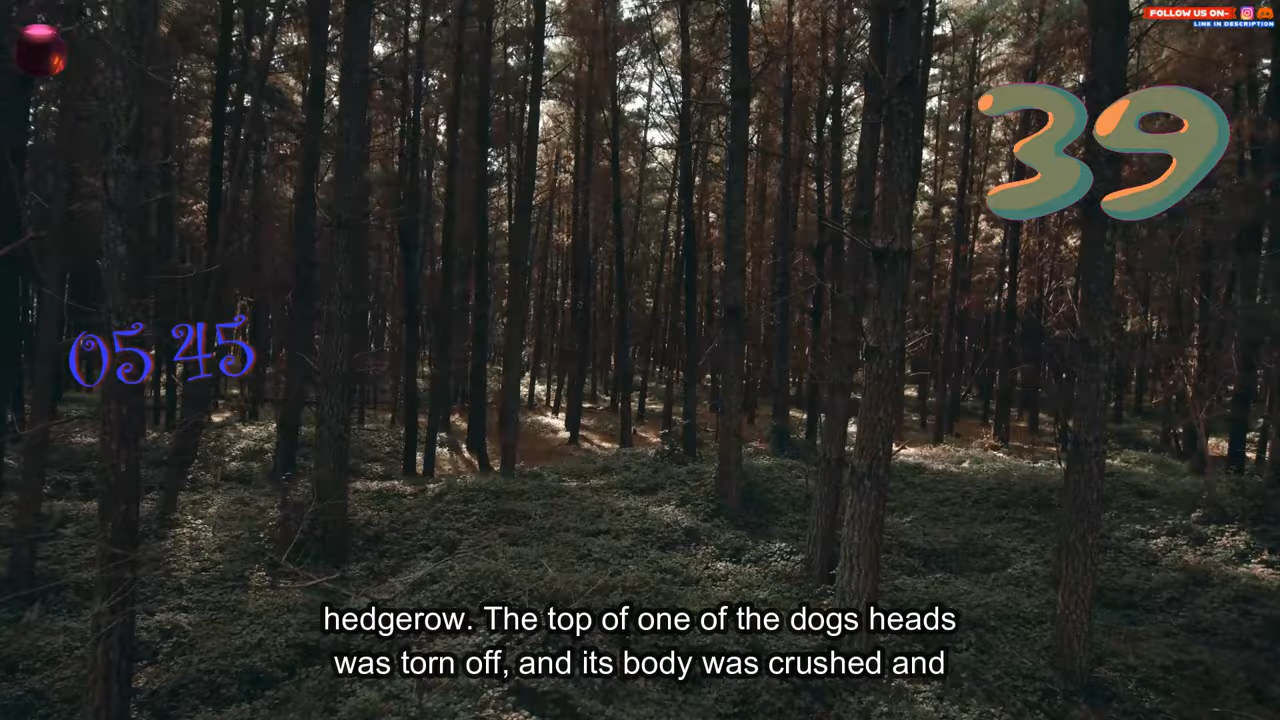 FOLLOW US ON-
LINK IN DESCRIPTION
39
05 45
hedgerow. The top of one of the dogs heads
was torn off, and its body was crushed and